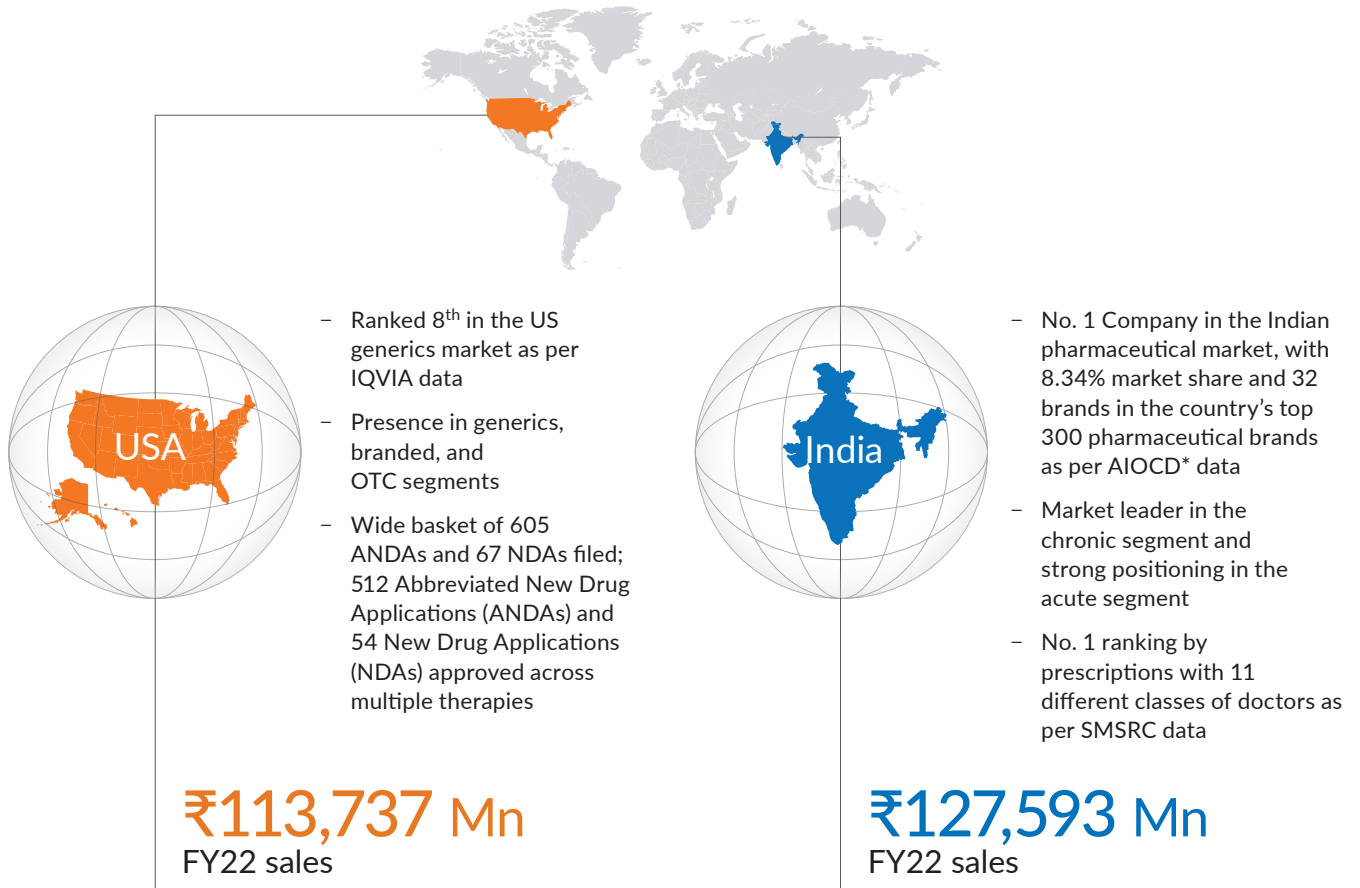 USA
– Ranked 8th in the US
generics market as per
IQVIA data
– Presence in generics,
branded, and
OTC segments
– Wide basket of 605
ANDAs and 67 NDAs filed;
512 Abbreviated New Drug
Applications (ANDAs) and
54 New Drug Applications
(NDAs) approved across
multiple therapies
₹113,737 Mn
FY22 sales
India
– No. 1 Company in the Indian
pharmaceutical market, with
8.34% market share and 32
brands in the country’s top
300 pharmaceutical brands
as per AIOCD* data
– Market leader in the
chronic segment and
strong positioning in the
acute segment
– No. 1 ranking by
prescriptions with 11
different classes of doctors as
per SMSRC data
₹127,593 Mn
FY22 sales